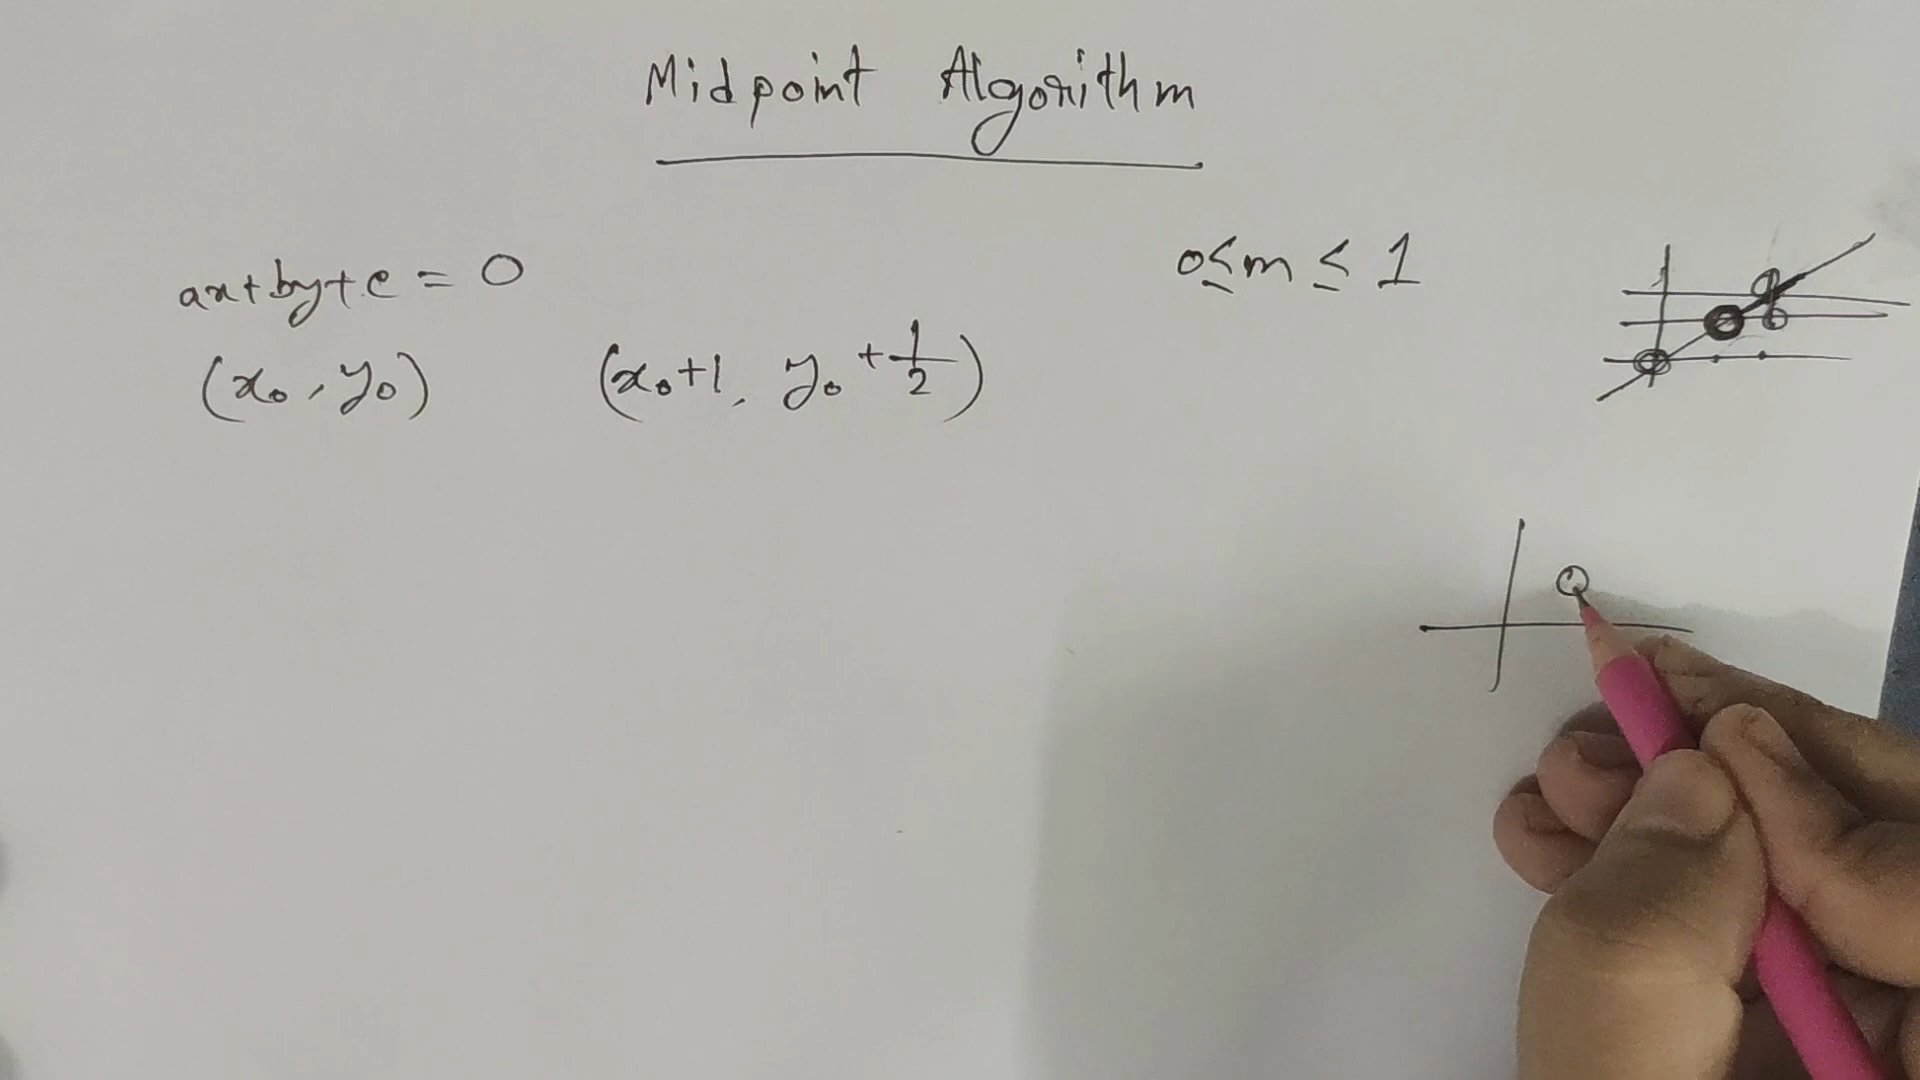 Midpoint Algorithm
ax+by+c = 0
0≤m ≤ 1
(x₀, y₀) (x₀+1, y₀ + 1/2)